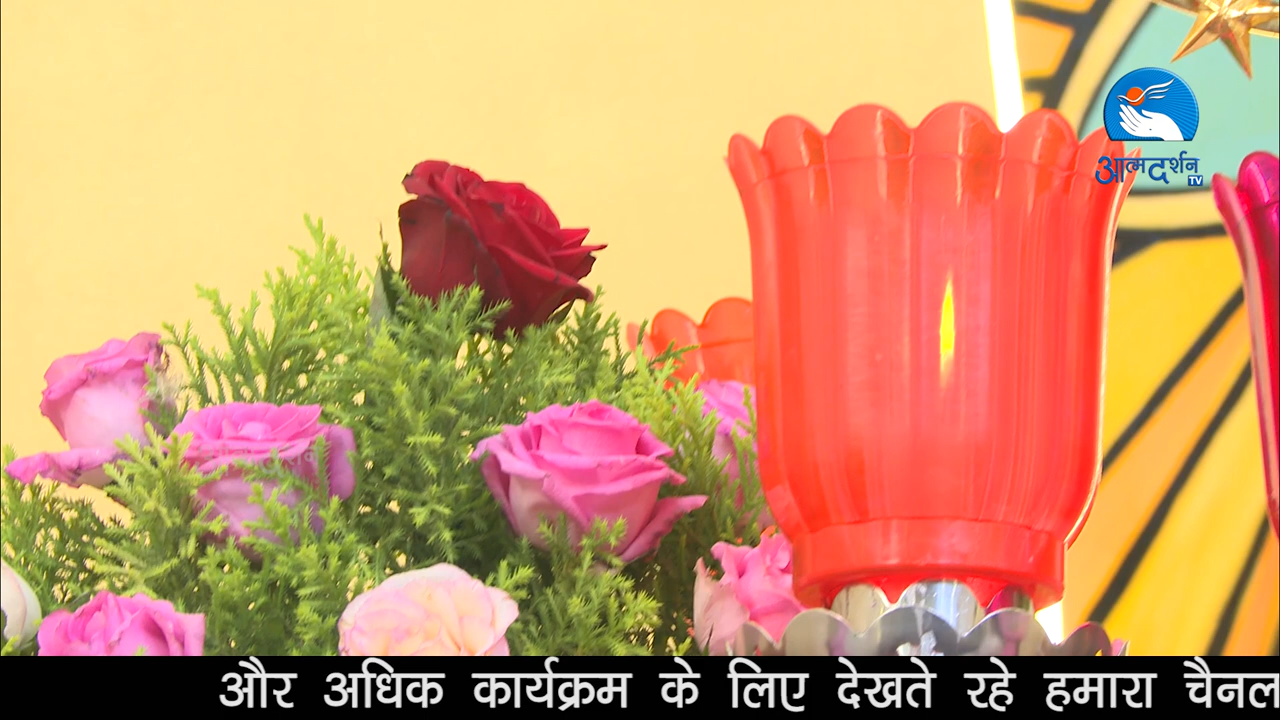 आत्मदर्शन
TV
और अधिक कार्यक्रम के लिए देखते रहे हमारा चैनल